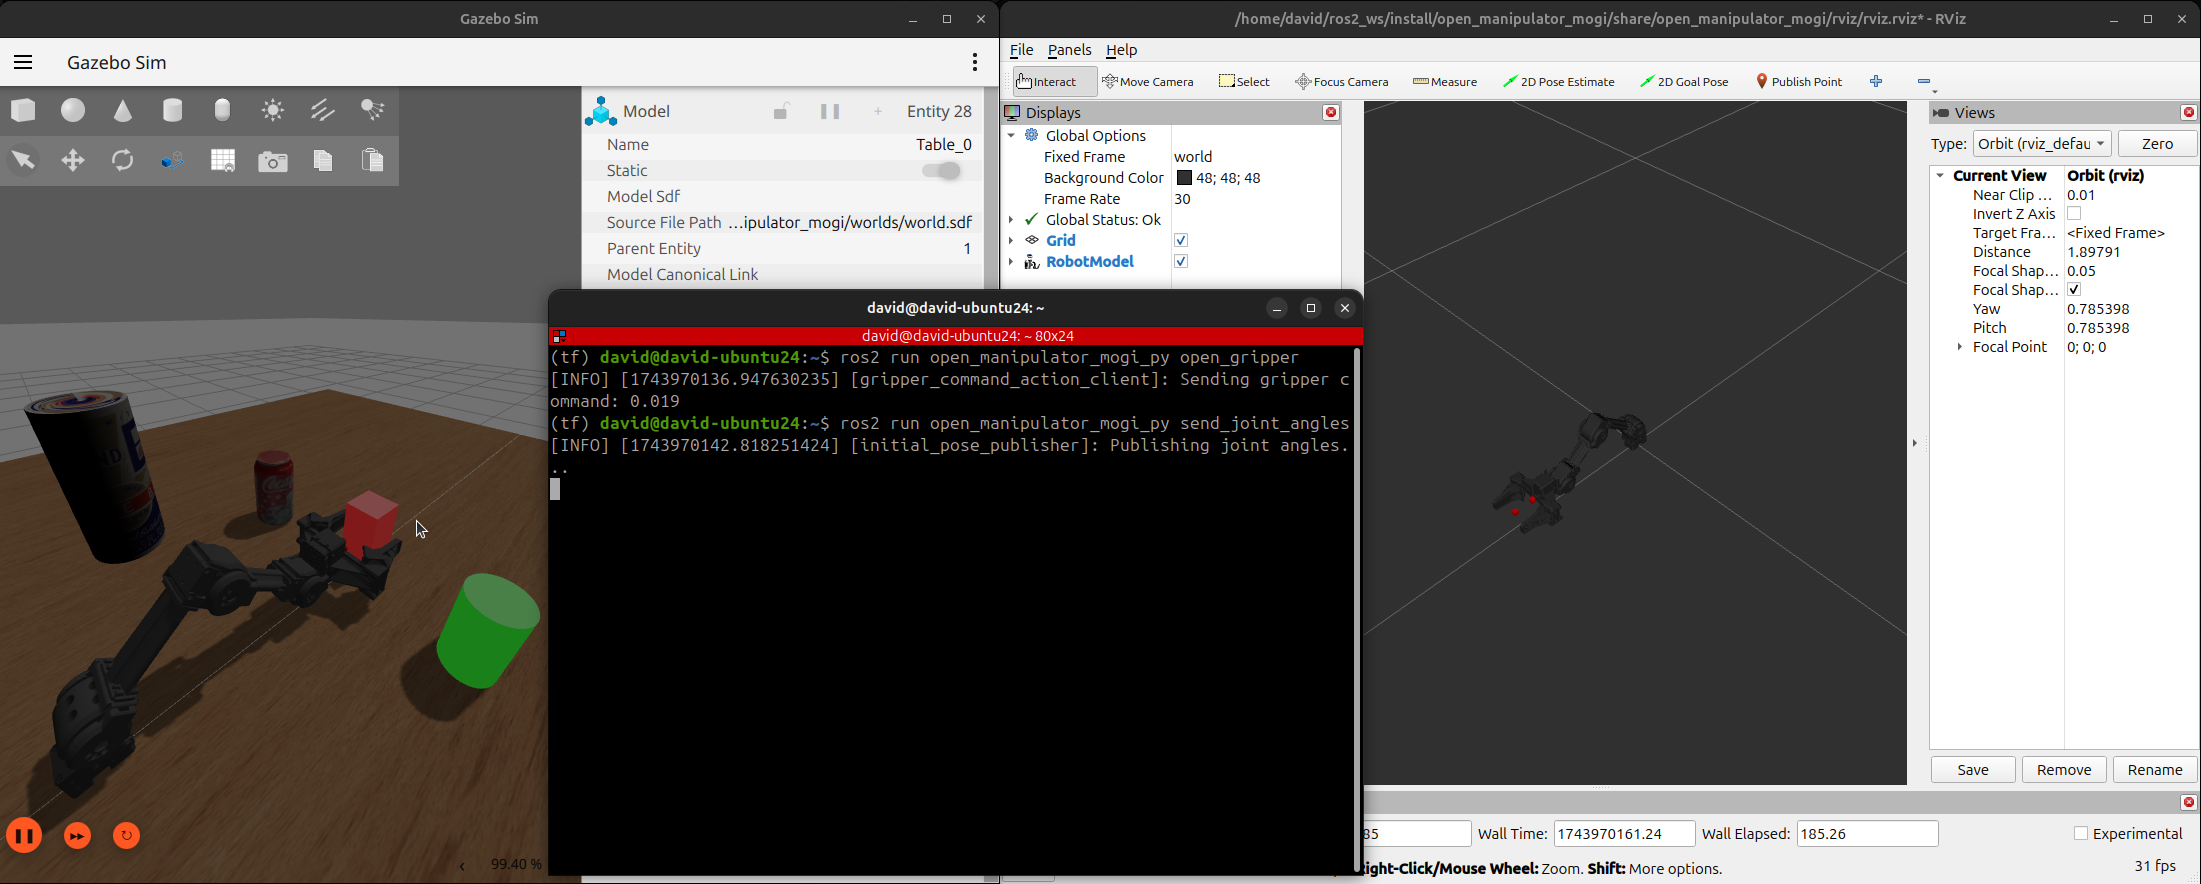 Gazebo Sim
Gazebo Sim
Model
Entity 28
Name Table_0
Static
Model Sdf
Source File Path ...ipulator_mogi/worlds/world.sdf
Parent Entity 1
Model Canonical Link
99.40 %
david@david-ubuntu24: ~
david@david-ubuntu24: ~ 80x24
(tf) david@david-ubuntu24:~$ ros2 run open_manipulator_mogi_py open_gripper
[INFO] [1743970136.947630235] [gripper_command_action_client]: Sending gripper c
ommand: 0.019
(tf) david@david-ubuntu24:~$ ros2 run open_manipulator_mogi_py send_joint_angles
[INFO] [1743970142.818251424] [initial_pose_publisher]: Publishing joint angles.
..
/home/david/ros2_ws/install/open_manipulator_mogi/share/open_manipulator_mogi/rviz/rviz.rviz* - RViz
File Panels Help
Interact Move Camera Select Focus Camera Measure 2D Pose Estimate 2D Goal Pose Publish Point
Displays
Global Options
Fixed Frame world
Background Color 48; 48; 48
Frame Rate 30
Global Status: Ok
Grid
RobotModel
Views
Type: Orbit (rviz_defau Zero
Current View Orbit (rviz)
Near Clip ... 0.01
Invert Z Axis
Target Fra... <Fixed Frame>
Distance 1.89791
Focal Shap... 0.05
Focal Shap...
Yaw 0.785398
Pitch 0.785398
Focal Point 0; 0; 0
Save Remove Rename
85 Wall Time: 1743970161.24 Wall Elapsed: 185.26 Experimental
ight-Click/Mouse Wheel: Zoom. Shift: More options. 31 fps